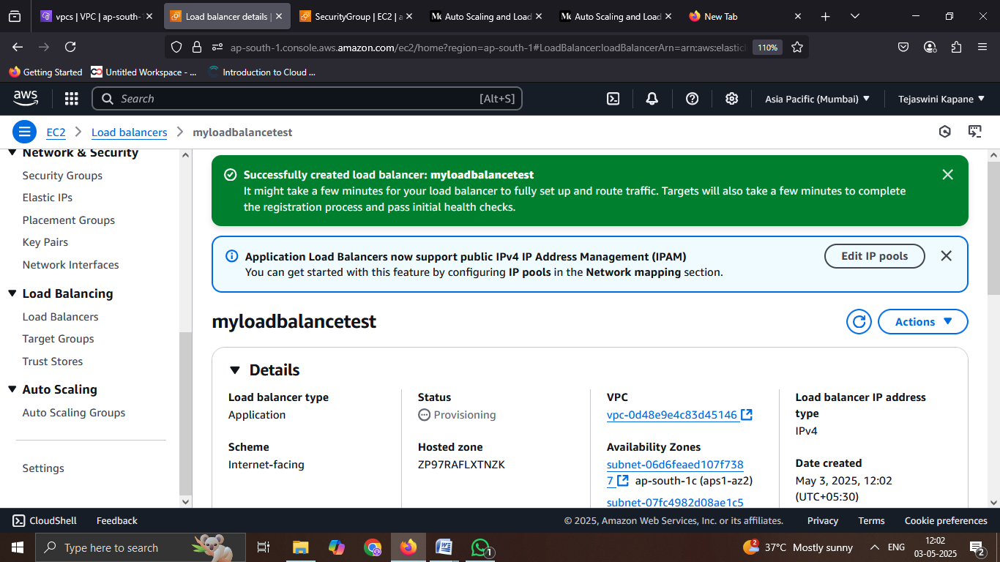 vpcs | VPC | ap-south-
Load balancer details |
SecurityGroup | EC2 | a
Auto Scaling and Load
Auto Scaling and Load
New Tab
ap-south-1.console.aws.amazon.com/ec2/home?region=ap-south-1#LoadBalancer:loadBalancerArn=arn:aws:elastic
110%
Getting Started
Untitled Workspace - ...
Introduction to Cloud ...
aws
Search
[Alt+S]
Asia Pacific (Mumbai)
Tejaswini Kapane
EC2
Load balancers
myloadbalancetest
Network & Security
Security Groups
Elastic IPs
Placement Groups
Key Pairs
Network Interfaces
Load Balancing
Load Balancers
Target Groups
Trust Stores
Auto Scaling
Auto Scaling Groups
Settings
Successfully created load balancer: myloadbalancetest
It might take a few minutes for your load balancer to fully set up and route traffic. Targets will also take a few minutes to complete
the registration process and pass initial health checks.
Application Load Balancers now support public IPv4 IP Address Management (IPAM)
You can get started with this feature by configuring IP pools in the Network mapping section.
Edit IP pools
myloadbalancetest
Actions
Details
Load balancer type
Application
Scheme
Internet-facing
Status
Provisioning
Hosted zone
ZP97RAFLXTNZK
VPC
vpc-0d48e9e4c83d45146
Availability Zones
subnet-06d6feaed107f738
7 ap-south-1c (aps1-az2)
subnet-07fc4982d08ae1c5
Load balancer IP address
type
IPv4
Date created
May 3, 2025, 12:02
(UTC+05:30)
CloudShell
Feedback
© 2025, Amazon Web Services, Inc. or its affiliates.
Privacy
Terms
Cookie preferences
Type here to search
2
1
37°C Mostly sunny
ENG
12:02
03-05-2025
2